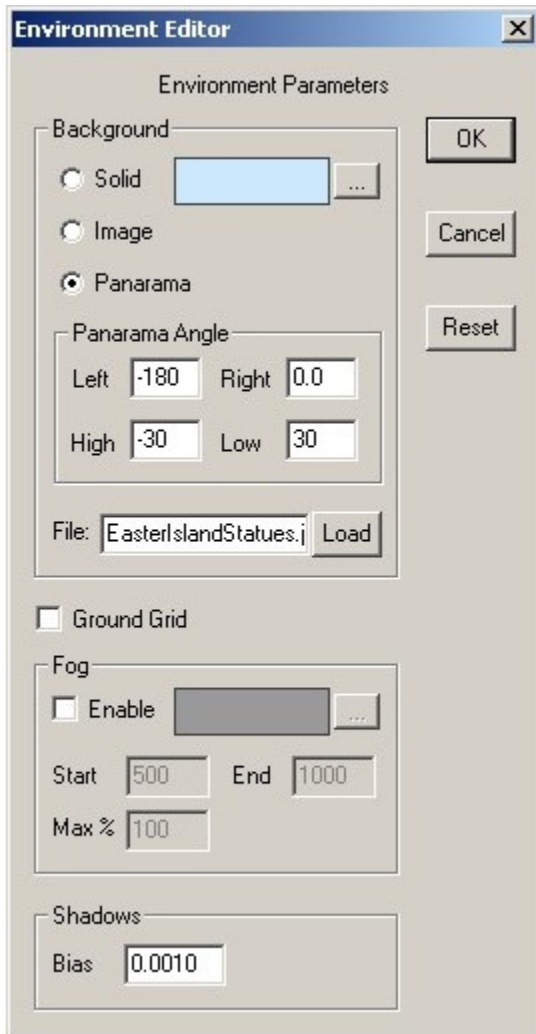 Environment Editor
Environment Parameters
Background
OK
Solid ...
Image
Cancel
Panarama
Panarama Angle
Reset
Left -180 Right 0.0
High -30 Low 30
File: EasterIslandStatues.j Load
Ground Grid
Fog
Enable ...
Start 500 End 1000
Max % 100
Shadows
Bias 0.0010